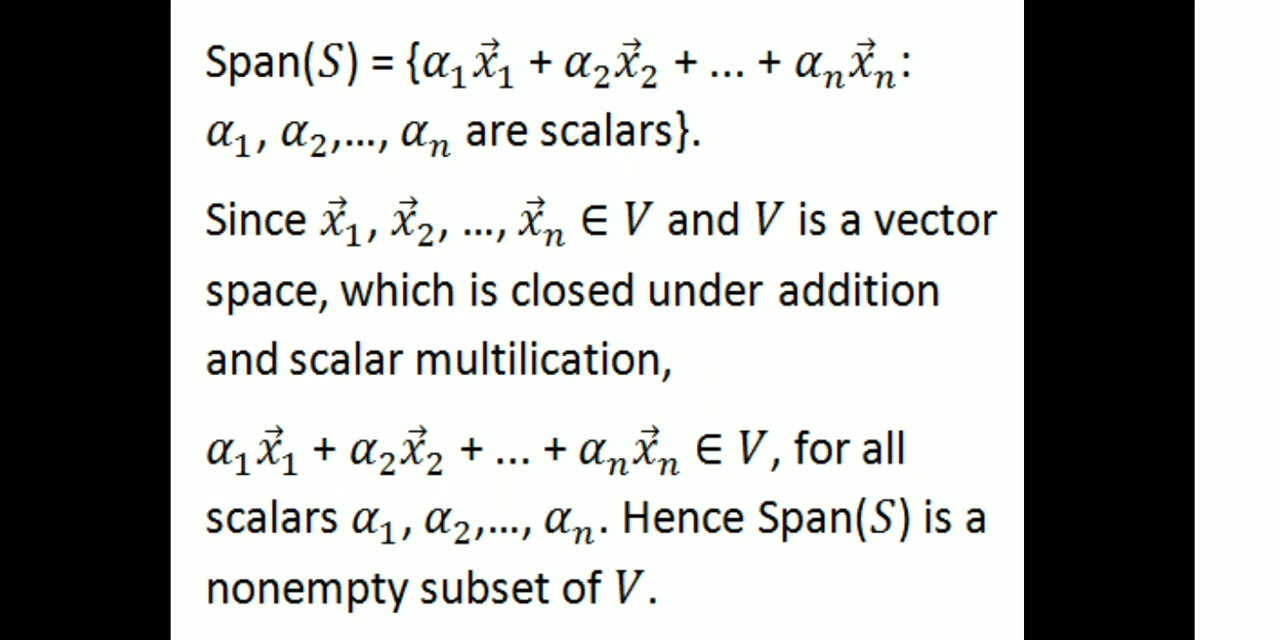 Span(S) = {α₁x⃗₁ + α₂x⃗₂ + ... + αₙx⃗ₙ:
α₁, α₂,..., αₙ are scalars}.
Since x⃗₁, x⃗₂, ..., x⃗ₙ ∈ V and V is a vector
space, which is closed under addition
and scalar multilication,
α₁x⃗₁ + α₂x⃗₂ + ... + αₙx⃗ₙ ∈ V, for all
scalars α₁, α₂,..., αₙ. Hence Span(S) is a
nonempty subset of V.